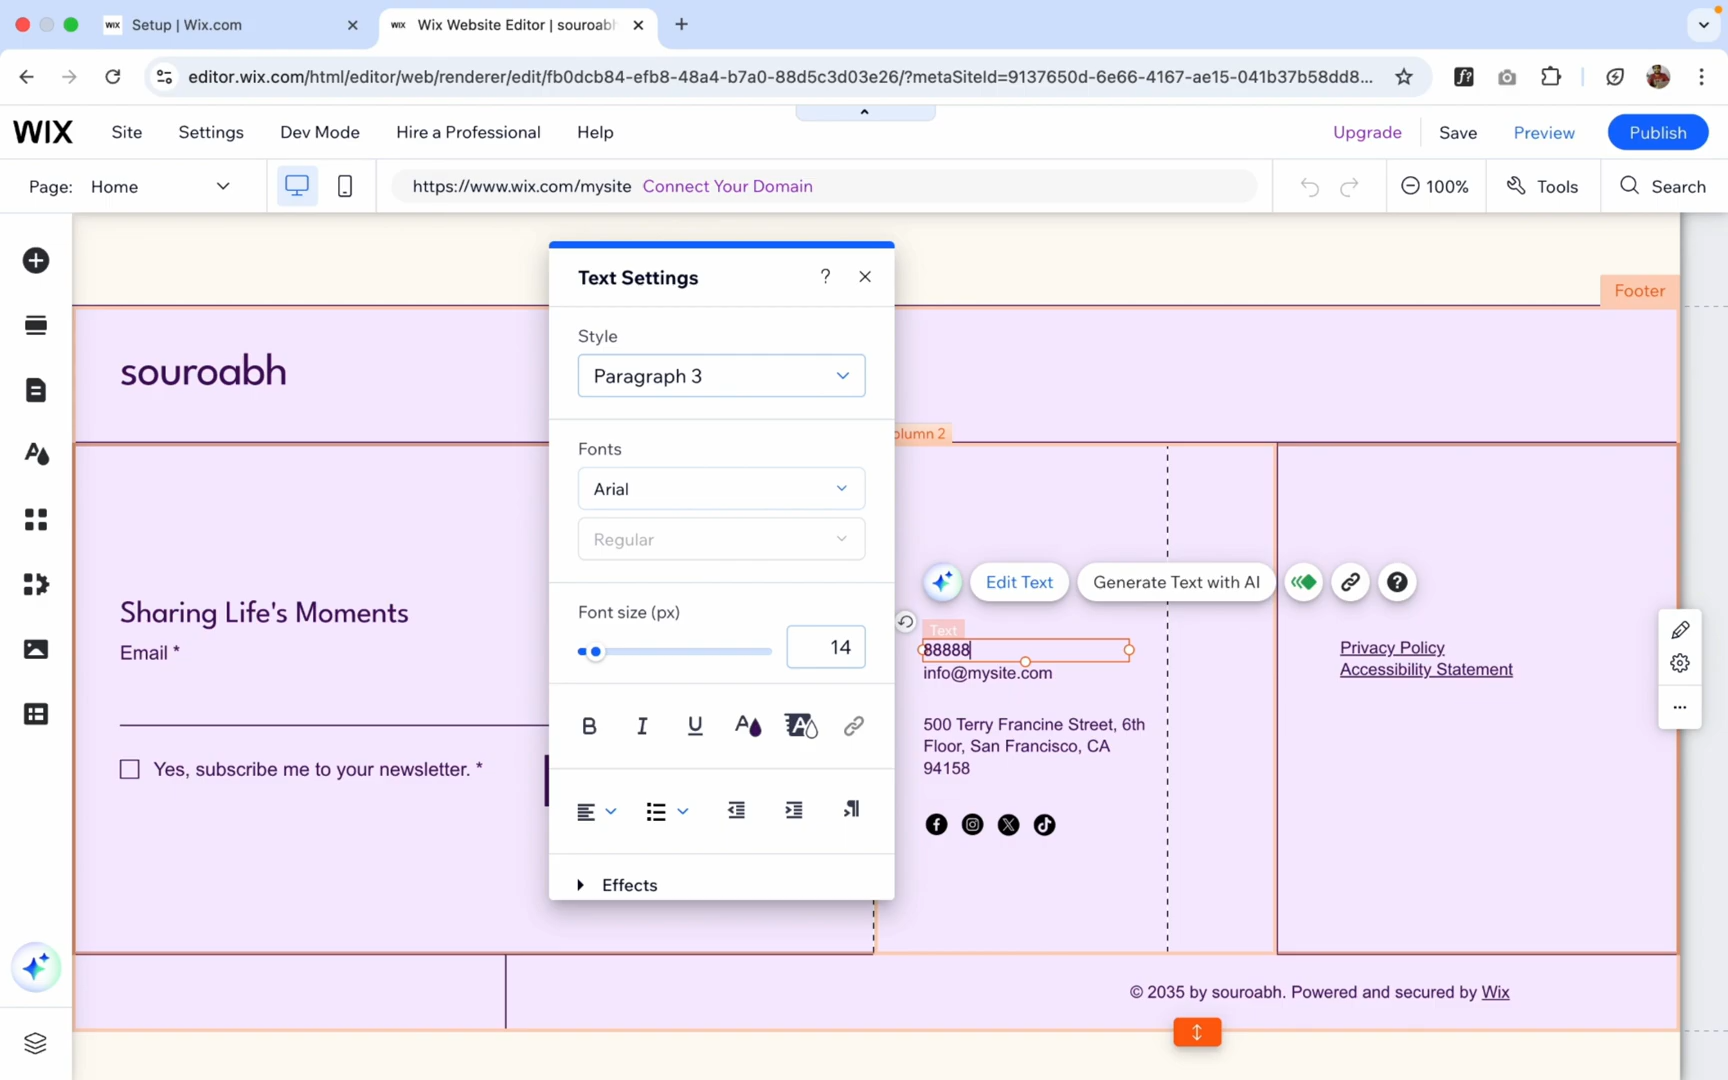 WIX Setup | Wix.com
WIX Wix Website Editor | souroabh
editor.wix.com/html/editor/web/renderer/edit/fb0dcb84-efb8-48a4-b7a0-88d5c3d03e26/?metaSiteId=9137650d-6e66-4167-ae15-041b37b58dd8...
WIX Site Settings Dev Mode Hire a Professional Help Upgrade Save Preview Publish
Page: Home https://www.wix.com/mysite Connect Your Domain 100% Tools Search
Footer
souroabh
Sharing Life's Moments
Email *
Yes, subscribe me to your newsletter. *
Text Settings ?
Style
Paragraph 3
Fonts
Arial
Regular
Font size (px)
14
B I U A A
Effects
olumn 2
Edit Text Generate Text with AI ?
Text
88888
info@mysite.com
500 Terry Francine Street, 6th
Floor, San Francisco, CA
94158
Privacy Policy
Accessibility Statement
© 2035 by souroabh. Powered and secured by Wix